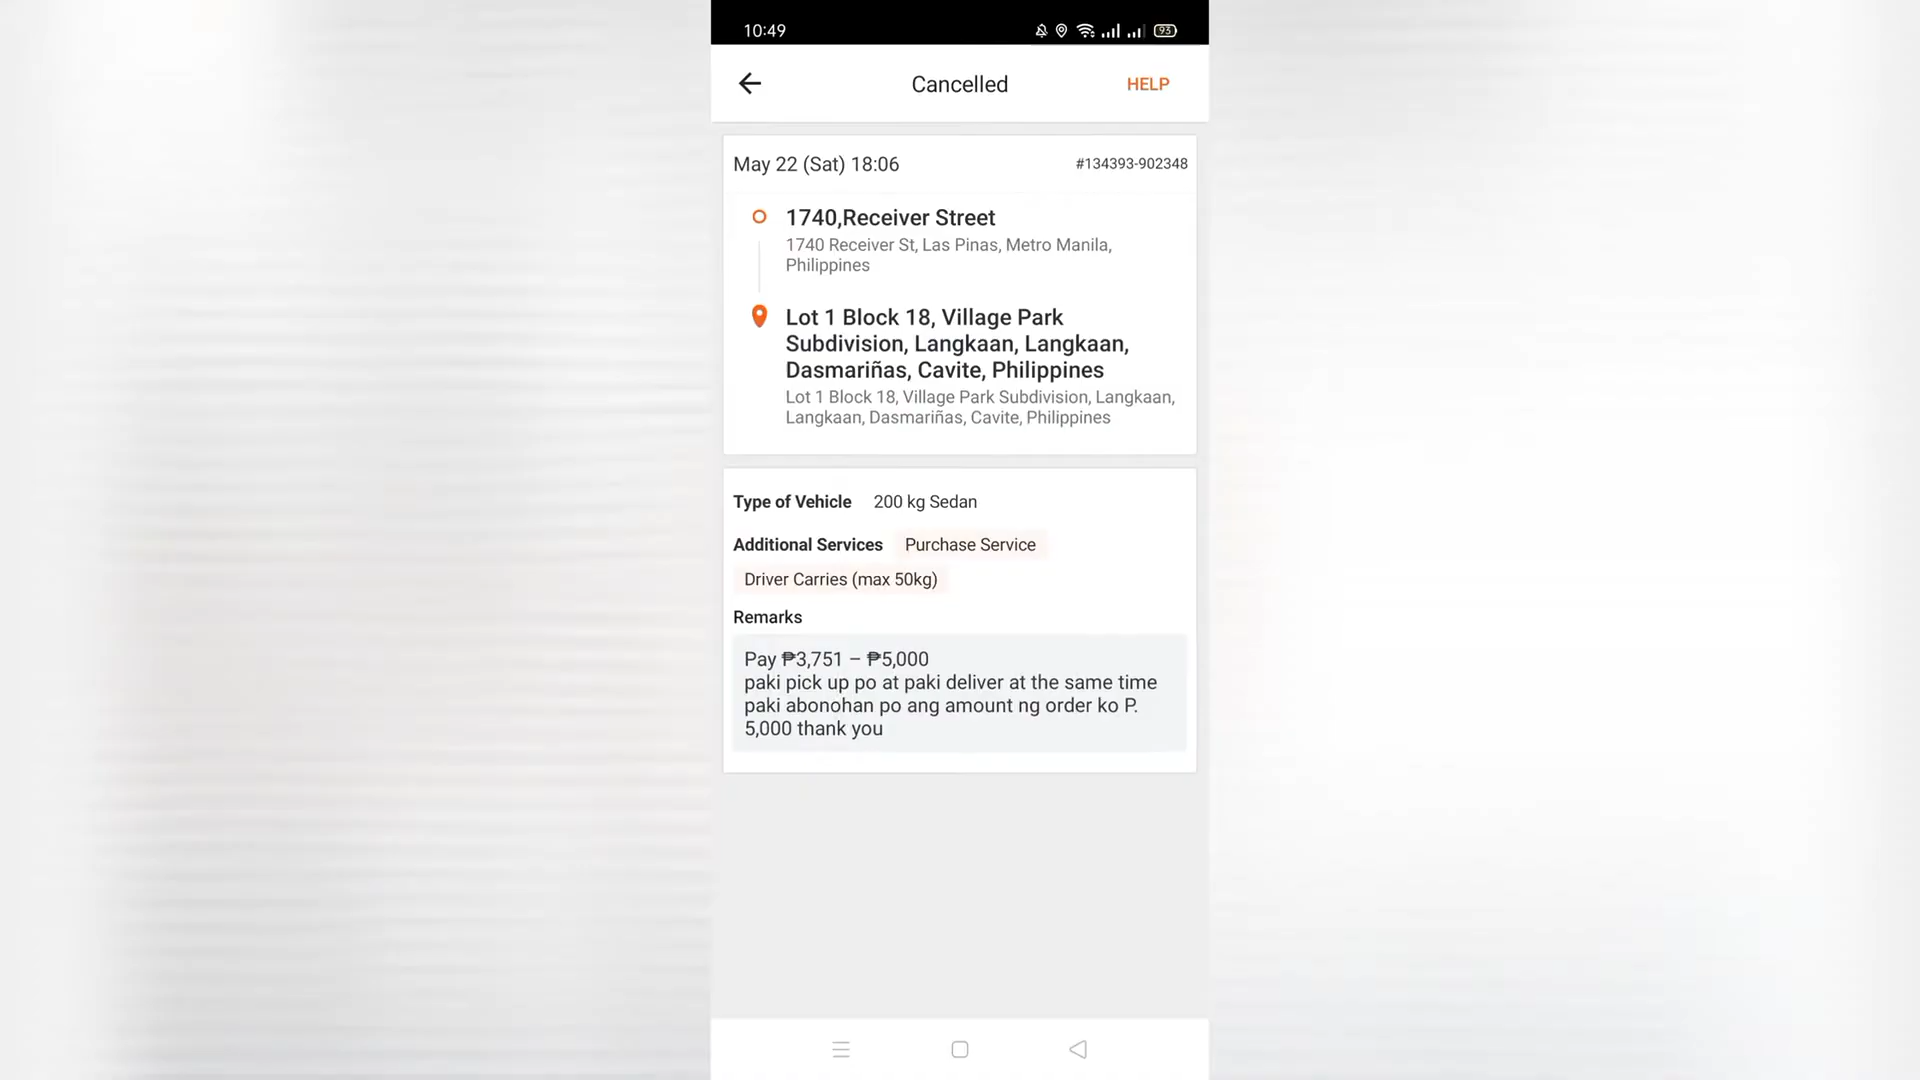 10:49
93
Cancelled
HELP
May 22 (Sat) 18:06
#134393-902348
1740,Receiver Street
1740 Receiver St, Las Pinas, Metro Manila,
Philippines
Lot 1 Block 18, Village Park
Subdivision, Langkaan, Langkaan,
Dasmariñas, Cavite, Philippines
Lot 1 Block 18, Village Park Subdivision, Langkaan,
Langkaan, Dasmariñas, Cavite, Philippines
Type of Vehicle 200 kg Sedan
Additional Services Purchase Service
Driver Carries (max 50kg)
Remarks
Pay ₱3,751 – ₱5,000
paki pick up po at paki deliver at the same time
paki abonohan po ang amount ng order ko P.
5,000 thank you